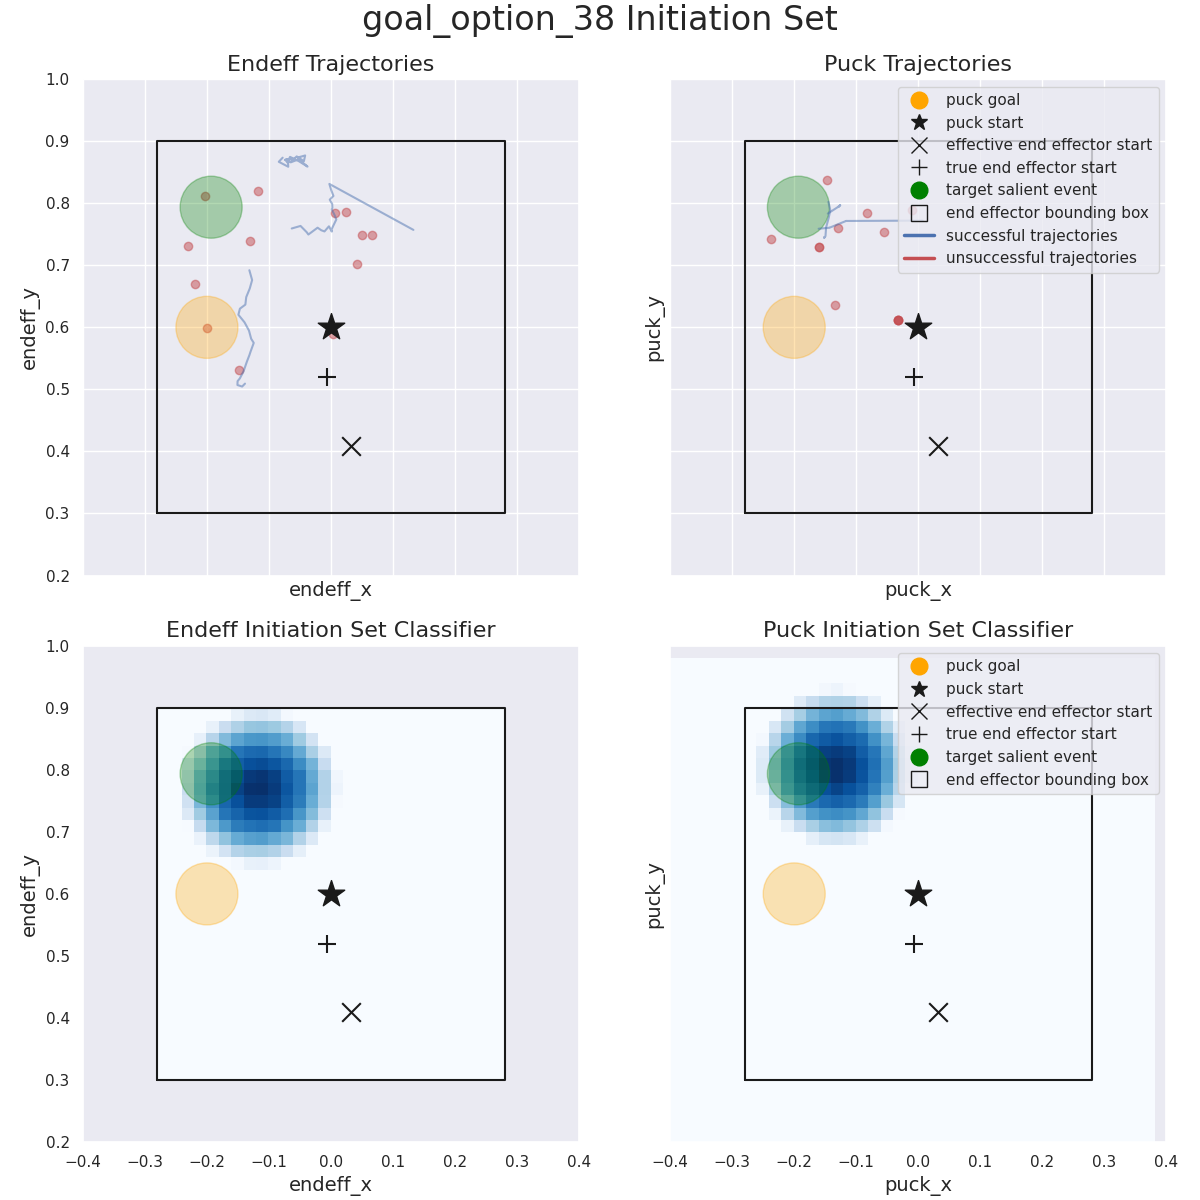 goal_option_38 Initiation Set
Endeff Trajectories
1.0
0.9
0.8
0.7
0.6
0.5
0.4
0.3
0.2
endeff_y
endeff_x
Puck Trajectories
puck goal
puck start
effective end effector start
true end effector start
target salient event
end effector bounding box
successful trajectories
unsuccessful trajectories
puck_y
puck_x
Endeff Initiation Set Classifier
1.0
0.9
0.8
0.7
0.6
0.5
0.4
0.3
0.2
endeff_y
−0.4 −0.3 −0.2 −0.1 0.0 0.1 0.2 0.3 0.4
endeff_x
Puck Initiation Set Classifier
puck goal
puck start
effective end effector start
true end effector start
target salient event
end effector bounding box
puck_y
−0.4 −0.3 −0.2 −0.1 0.0 0.1 0.2 0.3 0.4
puck_x